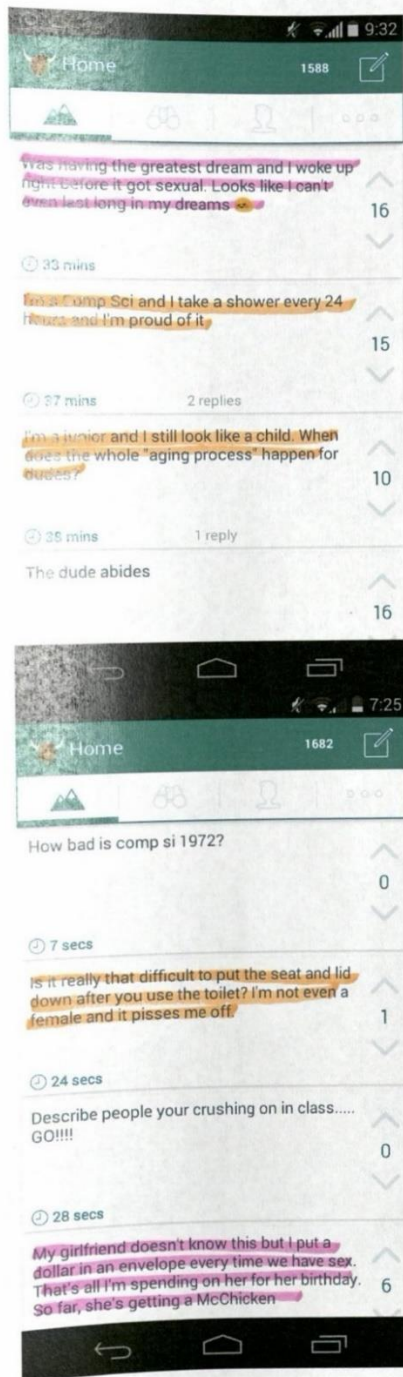 9:32
Home 1588
Was having the greatest dream and I woke up
right before it got sexual. Looks like I can't
even last long in my dreams
16
33 mins
I'm a Comp Sci and I take a shower every 24
hours and I'm proud of it
15
37 mins 2 replies
I'm a junior and I still look like a child. When
does the whole "aging process" happen for
dudes?
10
35 mins 1 reply
The dude abides
16
7:25
Home 1682
How bad is comp si 1972?
0
7 secs
Is it really that difficult to put the seat and lid
down after you use the toilet? I'm not even a
female and it pisses me off.
1
24 secs
Describe people your crushing on in class.....
GO!!!!
0
28 secs
My girlfriend doesn't know this but I put a
dollar in an envelope every time we have sex.
That's all I'm spending on her for her birthday.
So far, she's getting a McChicken
6